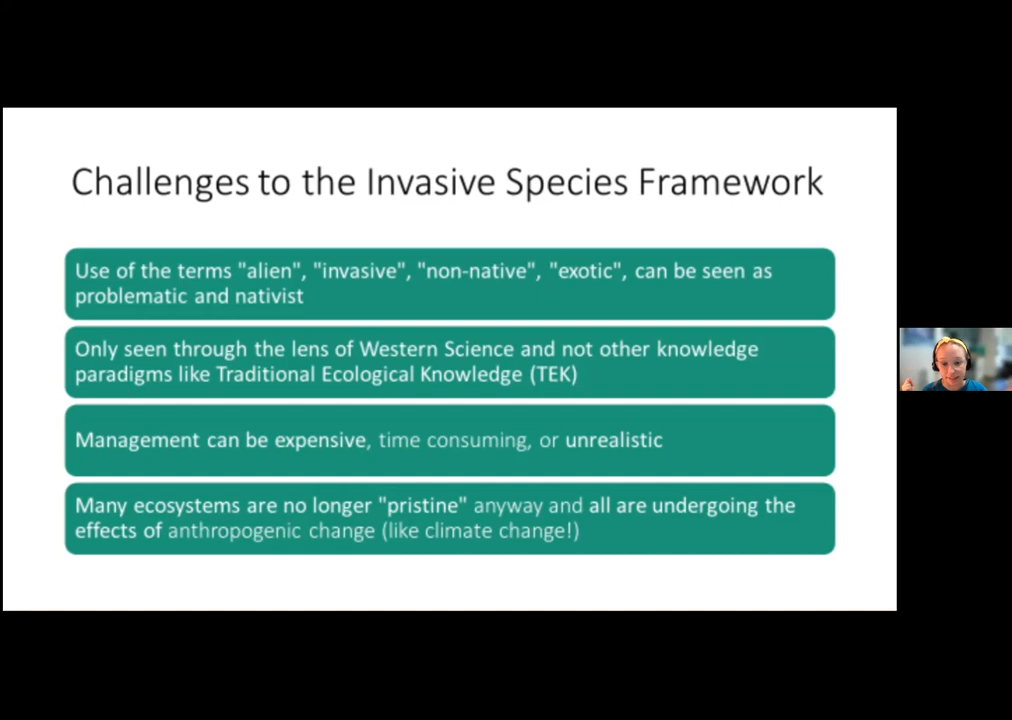 Challenges to the Invasive Species Framework
Use of the terms "alien", "invasive", "non-native", "exotic", can be seen as
problematic and nativist
Only seen through the lens of Western Science and not other knowledge
paradigms like Traditional Ecological Knowledge (TEK)
Management can be expensive, time consuming, or unrealistic
Many ecosystems are no longer "pristine" anyway and all are undergoing the
effects of anthropogenic change (like climate change!)